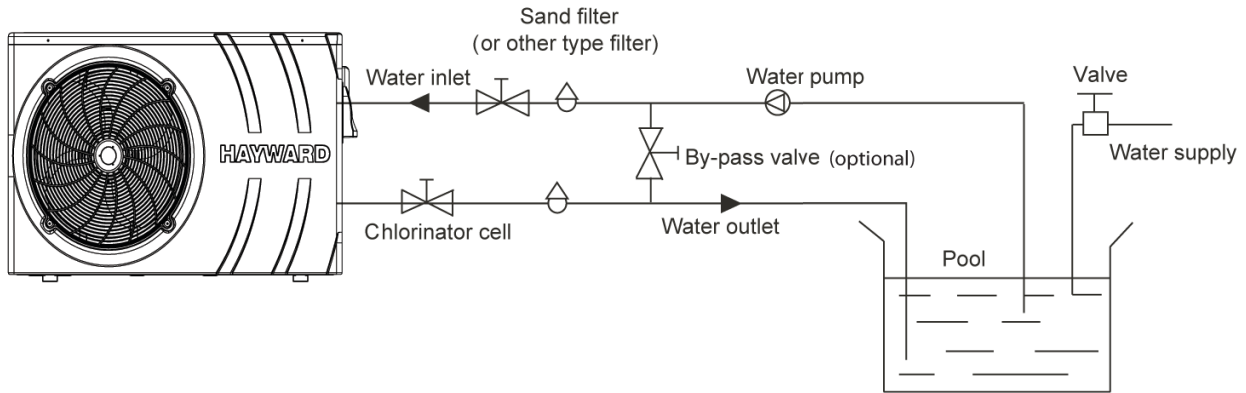 Sand filter
(or other type filter)
Water inlet
Water pump
Valve
HAYWARD
By-pass valve (optional)
Water supply
Chlorinator cell
Water outlet
Pool